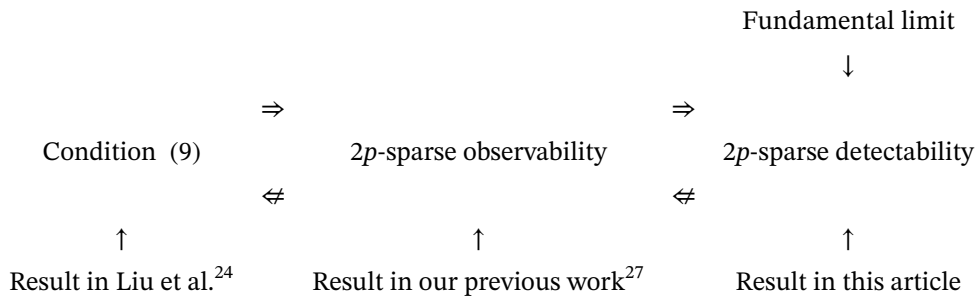 Fundamental limit
↓
⇒ ⇒
Condition (9) 2p-sparse observability 2p-sparse detectability
⇍ ⇍
↑ ↑ ↑
Result in Liu et al.24 Result in our previous work27 Result in this article